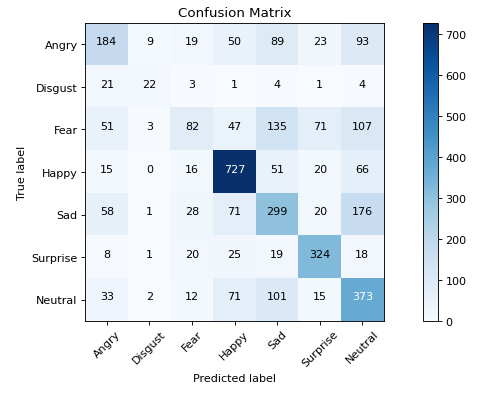 Confusion Matrix
Angry 184 9 19 50 89 23 93
Disgust 21 22 3 1 4 1 4
Fear 51 3 82 47 135 71 107
Happy 15 0 16 727 51 20 66
Sad 58 1 28 71 299 20 176
Surprise 8 1 20 25 19 324 18
Neutral 33 2 12 71 101 15 373
Angry Disgust Fear Happy Sad Surprise Neutral
True label
Predicted label
700
600
500
400
300
200
100
0